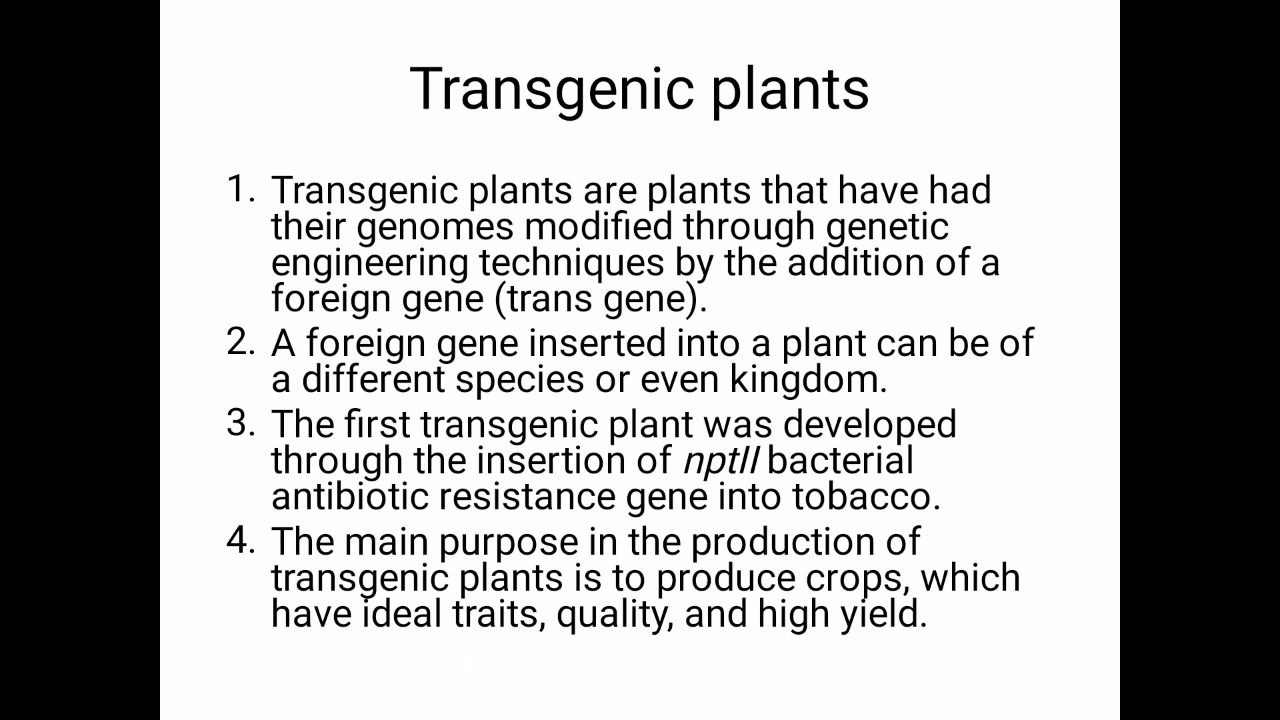 Transgenic plants
1. Transgenic plants are plants that have had
their genomes modified through genetic
engineering techniques by the addition of a
foreign gene (trans gene).
2. A foreign gene inserted into a plant can be of
a different species or even kingdom.
3. The first transgenic plant was developed
through the insertion of nptII bacterial
antibiotic resistance gene into tobacco.
4. The main purpose in the production of
transgenic plants is to produce crops, which
have ideal traits, quality, and high yield.